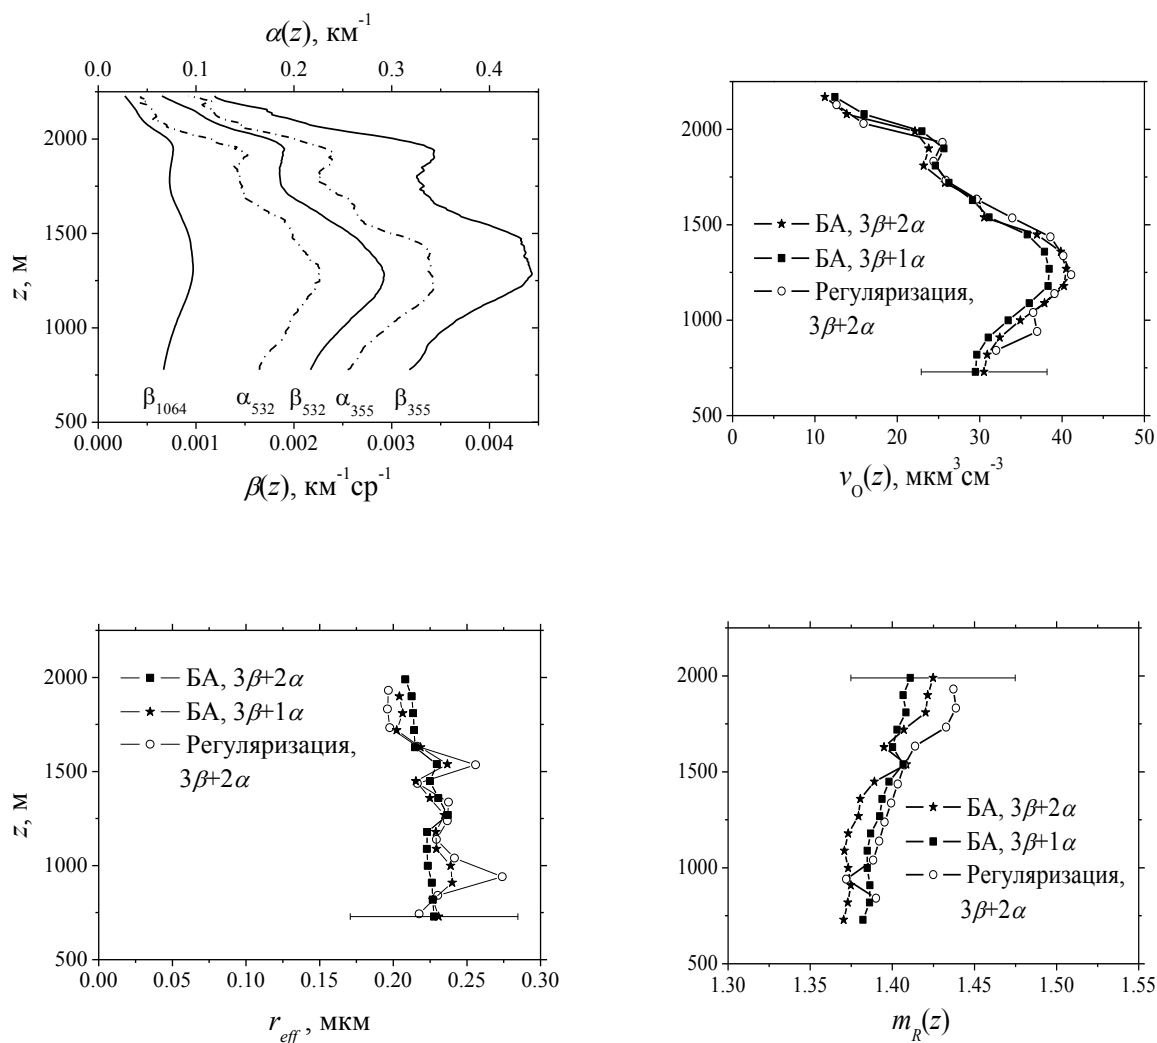 α(z), км⁻¹
0.0 0.1 0.2 0.3 0.4
2000
1500
1000
500
z, м
β₁₀₆₄ α₅₃₂ β₅₃₂ α₃₅₅ β₃₅₅
0.000 0.001 0.002 0.003 0.004
β(z), км⁻¹ср⁻¹
2000
1500
1000
500
БА, 3β+2α
БА, 3β+1α
Регуляризация,
3β+2α
z, м
0 10 20 30 40 50
v_O(z), мкм³см⁻³
2000
1500
1000
500
z, м
БА, 3β+2α
БА, 3β+1α
Регуляризация,
3β+2α
0.00 0.05 0.10 0.15 0.20 0.25 0.30
r_eff, мкм
2000
1500
1000
500
БА, 3β+2α
БА, 3β+1α
Регуляризация,
3β+2α
1.30 1.35 1.40 1.45 1.50 1.55
m_R(z)